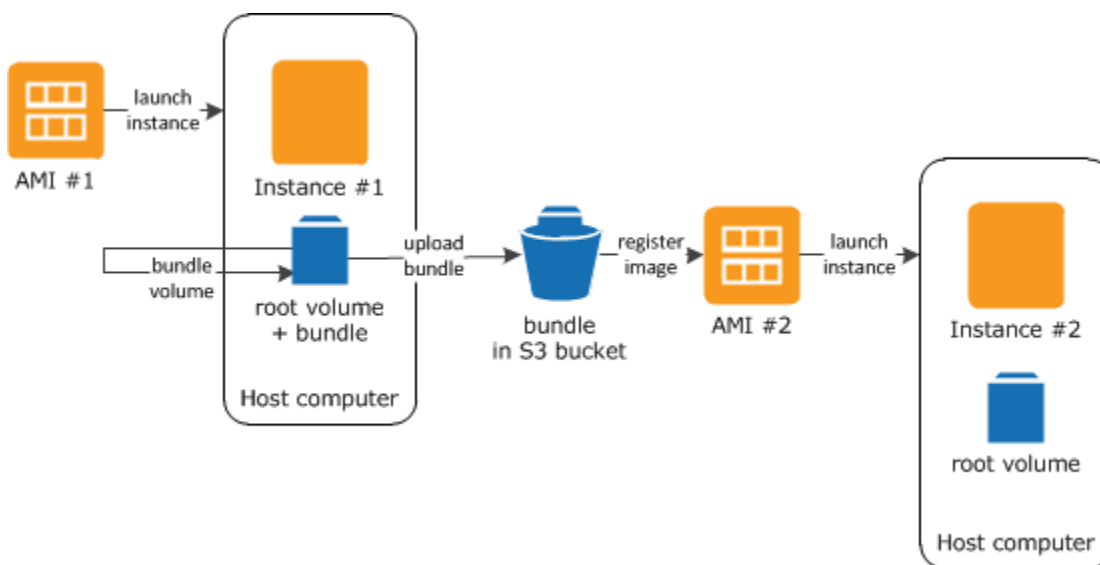 launch
instance
AMI #1
Instance #1
bundle
volume
root volume
+ bundle
Host computer
upload
bundle
bundle
in S3 bucket
register
image
AMI #2
launch
instance
Instance #2
root volume
Host computer